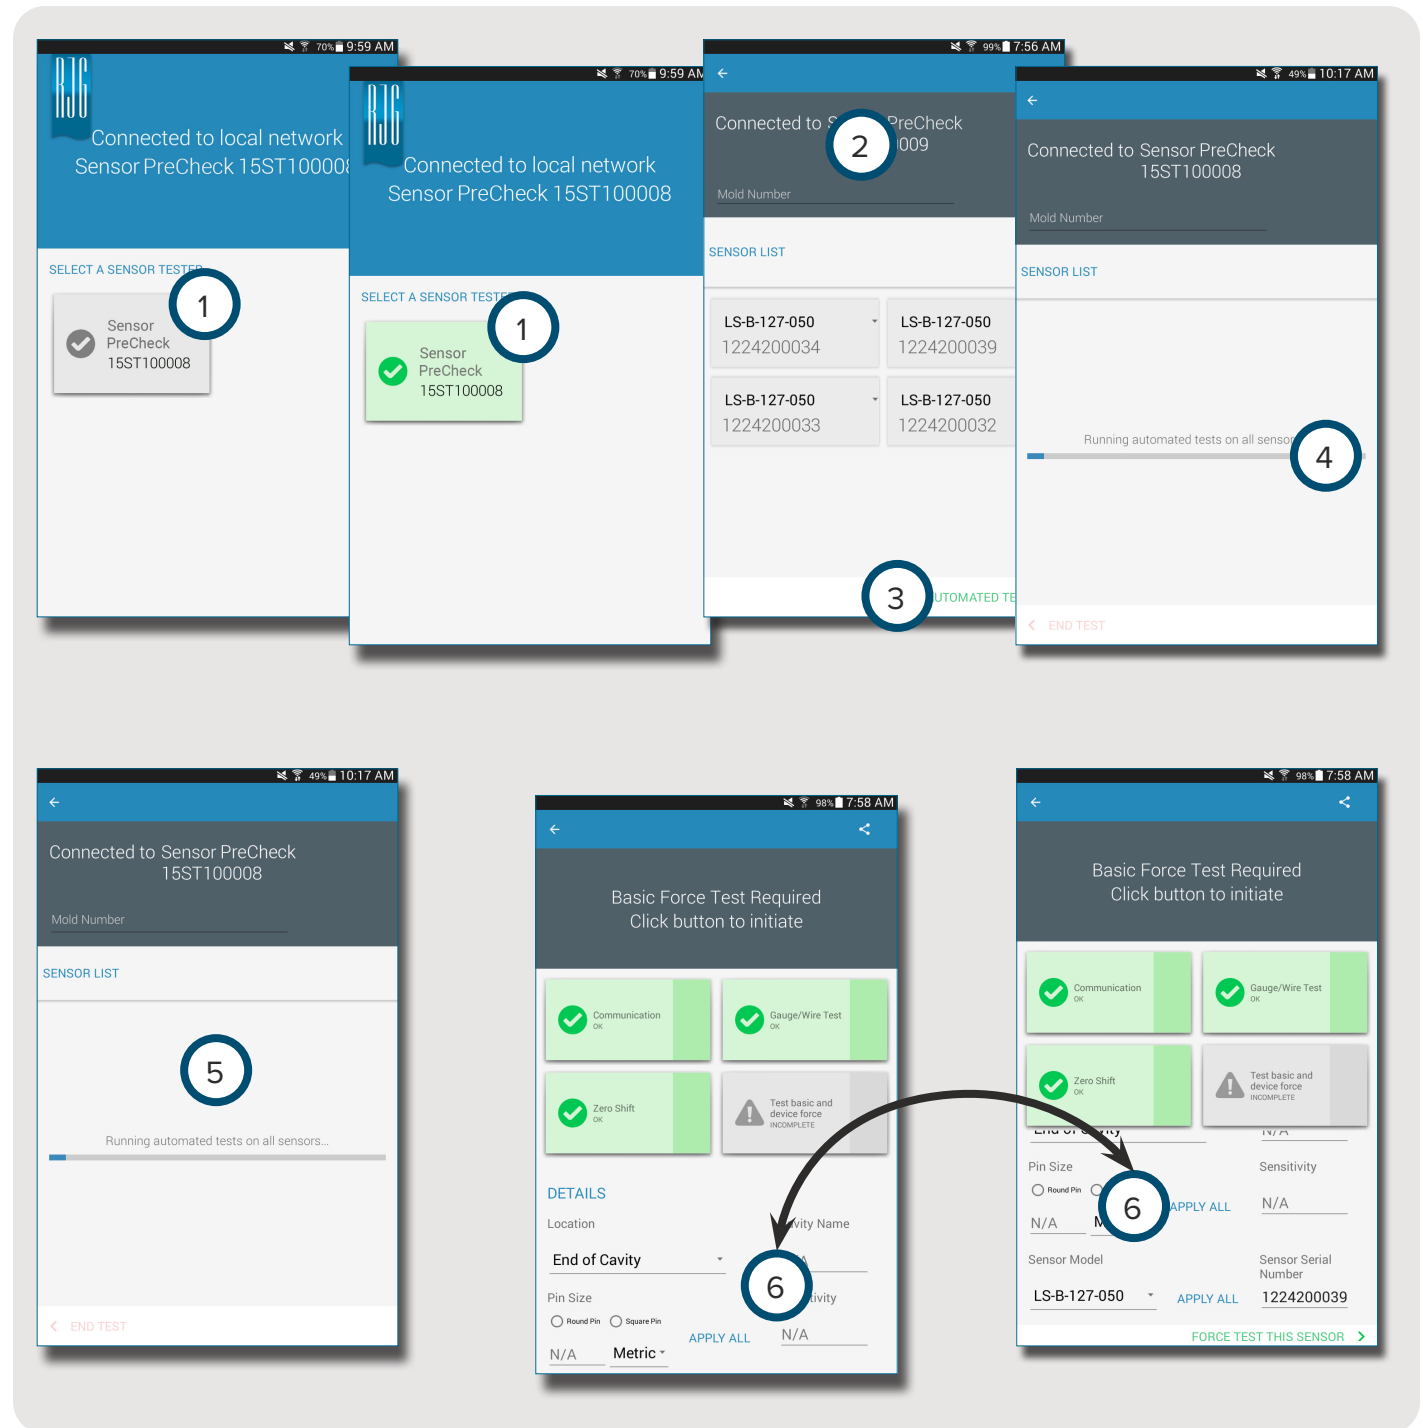 70% 9:59 AM
RJG
Connected to local network
Sensor PreCheck 15ST100008
SELECT A SENSOR TESTER
1
Sensor
PreCheck
15ST100008
70% 9:59 AM
RJG
Connected to local network
Sensor PreCheck 15ST100008
SELECT A SENSOR TESTE
1
Sensor
PreCheck
15ST100008
99% 7:56 AM
Connected to S PreCheck
009
2
Mold Number
SENSOR LIST
LS-B-127-050
1224200034
LS-B-127-050
1224200039
LS-B-127-050
1224200033
LS-B-127-050
1224200032
3
UTOMATED TE
49% 10:17 AM
Connected to Sensor PreCheck
15ST100008
Mold Number
SENSOR LIST
Running automated tests on all sensor
4
END TEST
49% 10:17 AM
Connected to Sensor PreCheck
15ST100008
Mold Number
SENSOR LIST
5
Running automated tests on all sensors...
END TEST
98% 7:58 AM
Basic Force Test Required
Click button to initiate
Communication
OK
Gauge/Wire Test
OK
Zero Shift
OK
Test basic and
device force
INCOMPLETE
DETAILS
Location
vity Name
End of Cavity
6
Pin Size
tivity
Round Pin
Square Pin
APPLY ALL
N/A
N/A
Metric
98% 7:58 AM
Basic Force Test Required
Click button to initiate
Communication
OK
Gauge/Wire Test
OK
Zero Shift
OK
Test basic and
device force
INCOMPLETE
End of Cavity
N/A
Pin Size
Sensitivity
Round Pin
6
APPLY ALL
N/A
N/A
M
Sensor Model
Sensor Serial
Number
LS-B-127-050
APPLY ALL
1224200039
FORCE TEST THIS SENSOR